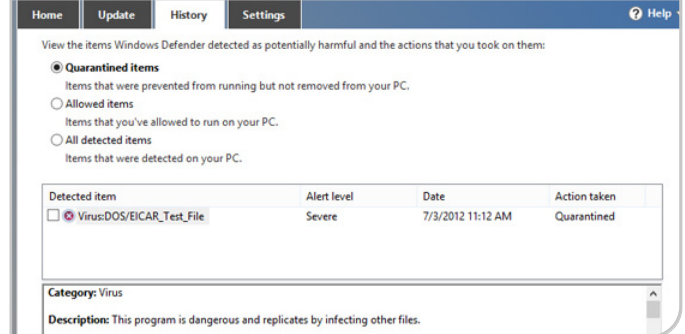 Home Update History Settings Help
View the items Windows Defender detected as potentially harmful and the actions that you took on them:
Quarantined items
Items that were prevented from running but not removed from your PC.
Allowed items
Items that you've allowed to run on your PC.
All detected items
Items that were detected on your PC.
Detected item Alert level Date Action taken
Virus:DOS/EICAR_Test_File Severe 7/3/2012 11:12 AM Quarantined
Category: Virus
Description: This program is dangerous and replicates by infecting other files.